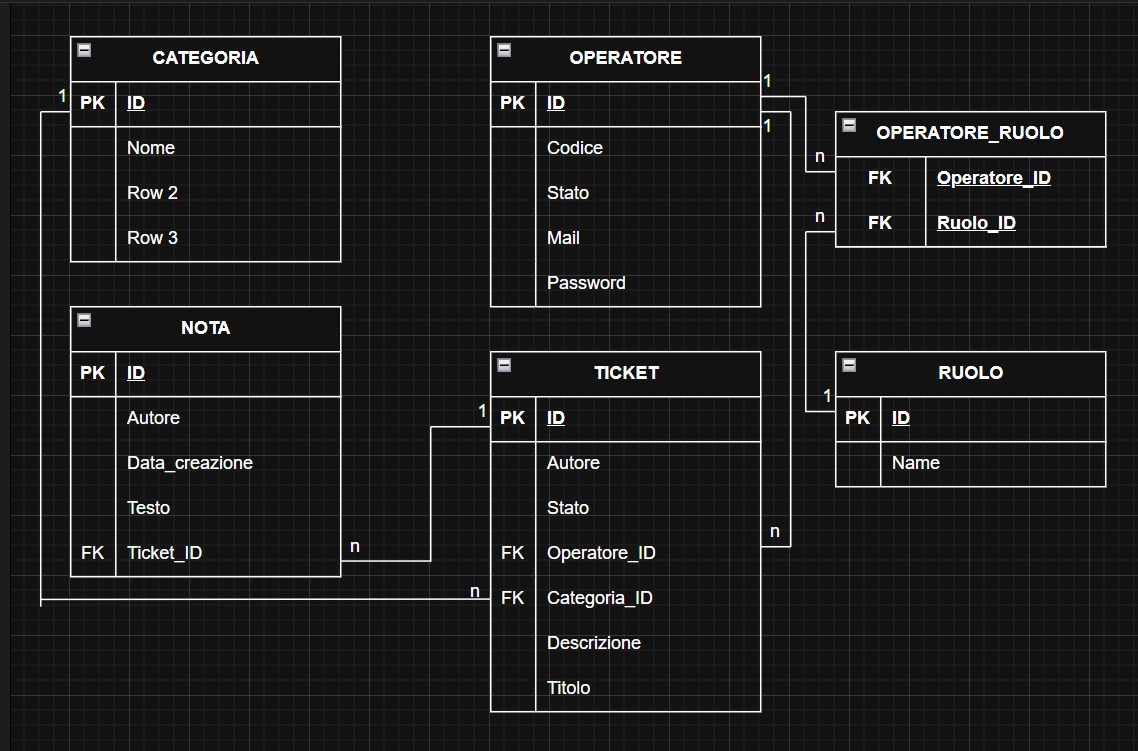 CATEGORIA
1
PK ID
Nome
Row 2
Row 3
OPERATORE
1
PK ID
1
Codice
Stato
Mail
Password
OPERATORE_RUOLO
n
FK Operatore_ID
n
FK Ruolo_ID
NOTA
PK ID
Autore
Data_creazione
Testo
FK Ticket_ID
n
TICKET
1
PK ID
Autore
Stato
n
FK Operatore_ID
n
FK Categoria_ID
Descrizione
Titolo
RUOLO
1
PK ID
Name